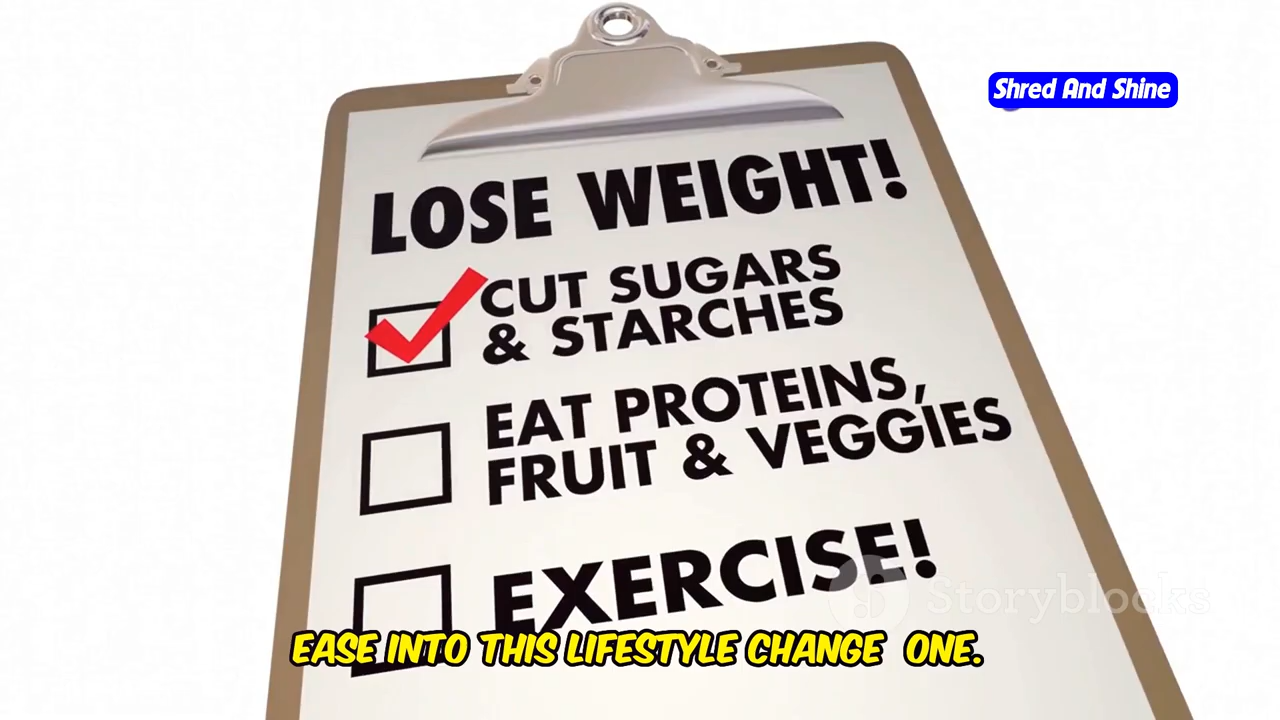 Shred And Shine
LOSE WEIGHT!
CUT SUGARS
& STARCHES
EAT PROTEINS,
FRUIT & VEGGIES
EXERCISE!
Storyblocks
EASE INTO THIS LIFESTYLE CHANGE ONE.